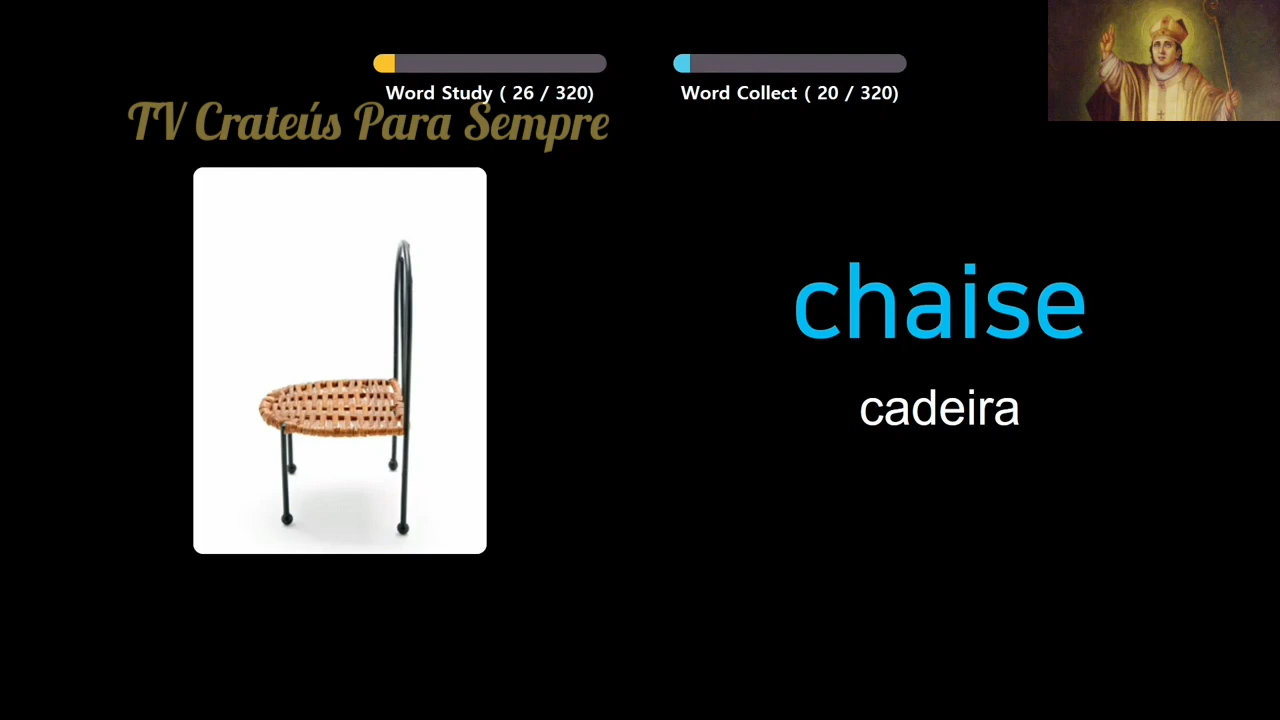 Word Study ( 26 / 320)
Word Collect ( 20 / 320)
TV Crateús Para Sempre
chaise
cadeira